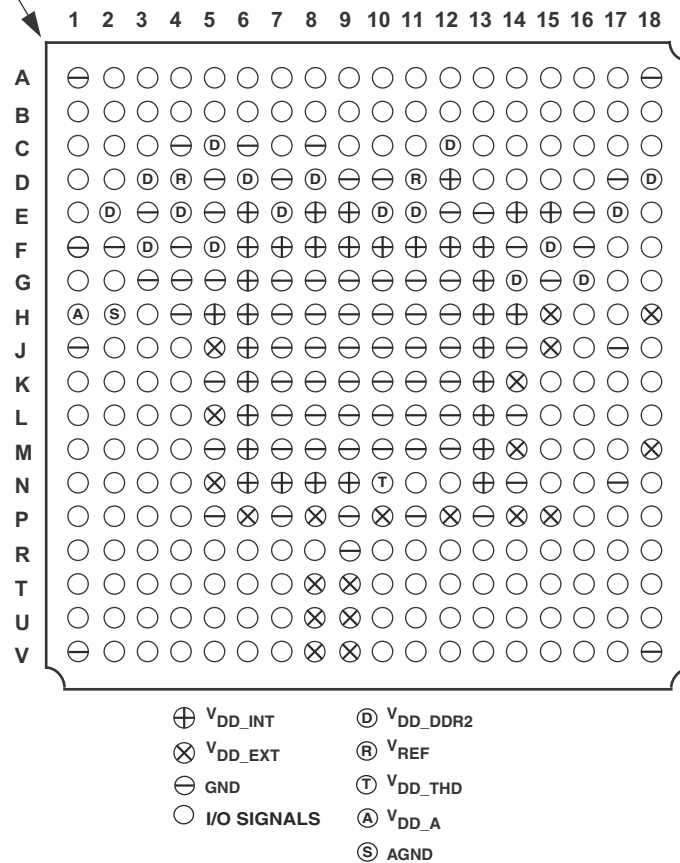 1 2 3 4 5 6 7 8 9 10 11 12 13 14 15 16 17 18
A
B
C D D
D D R D D R D
E D D D D D D
F D D D
G D D
H A S
J
K
L
M
N T
P
R
T
U
V
VDD_INT D VDD_DDR2
VDD_EXT R VREF
GND T VDD_THD
I/O SIGNALS A VDD_A
S AGND